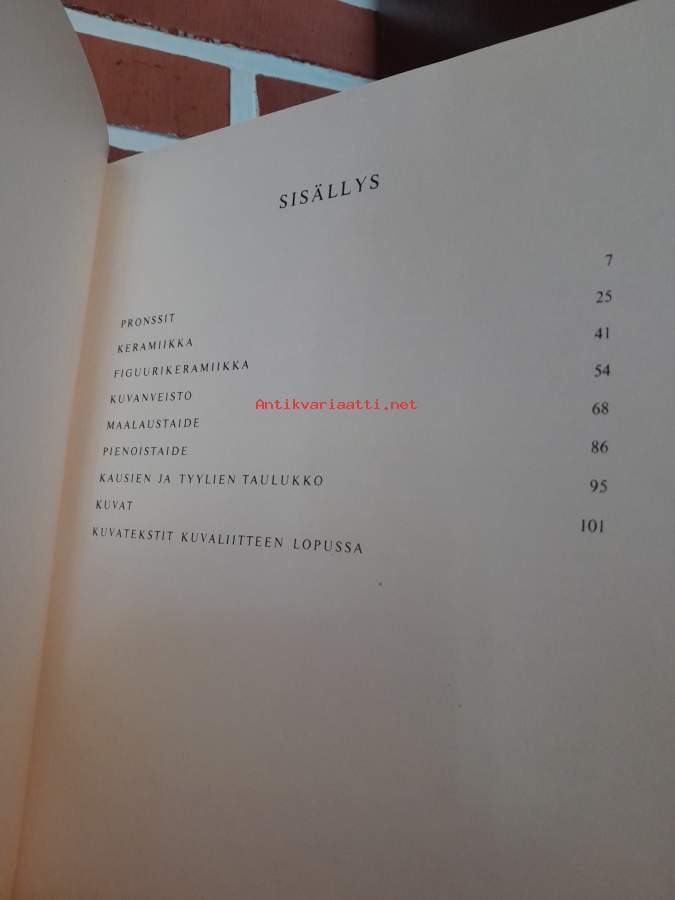 SISÄLLYS
PRONSSIT 7
KERAMIIKKA 25
FIGUURIKERAMIIKKA 41
KUVANVEISTO 54
MAALAUSTAIDE 68
PIENOISTAIDE 86
KAUSIEN JA TYYLIEN TAULUKKO 95
KUVAT 101
KUVATEKSTIT KUVALIITTEEN LOPUSSA
Antikvariaatti.net